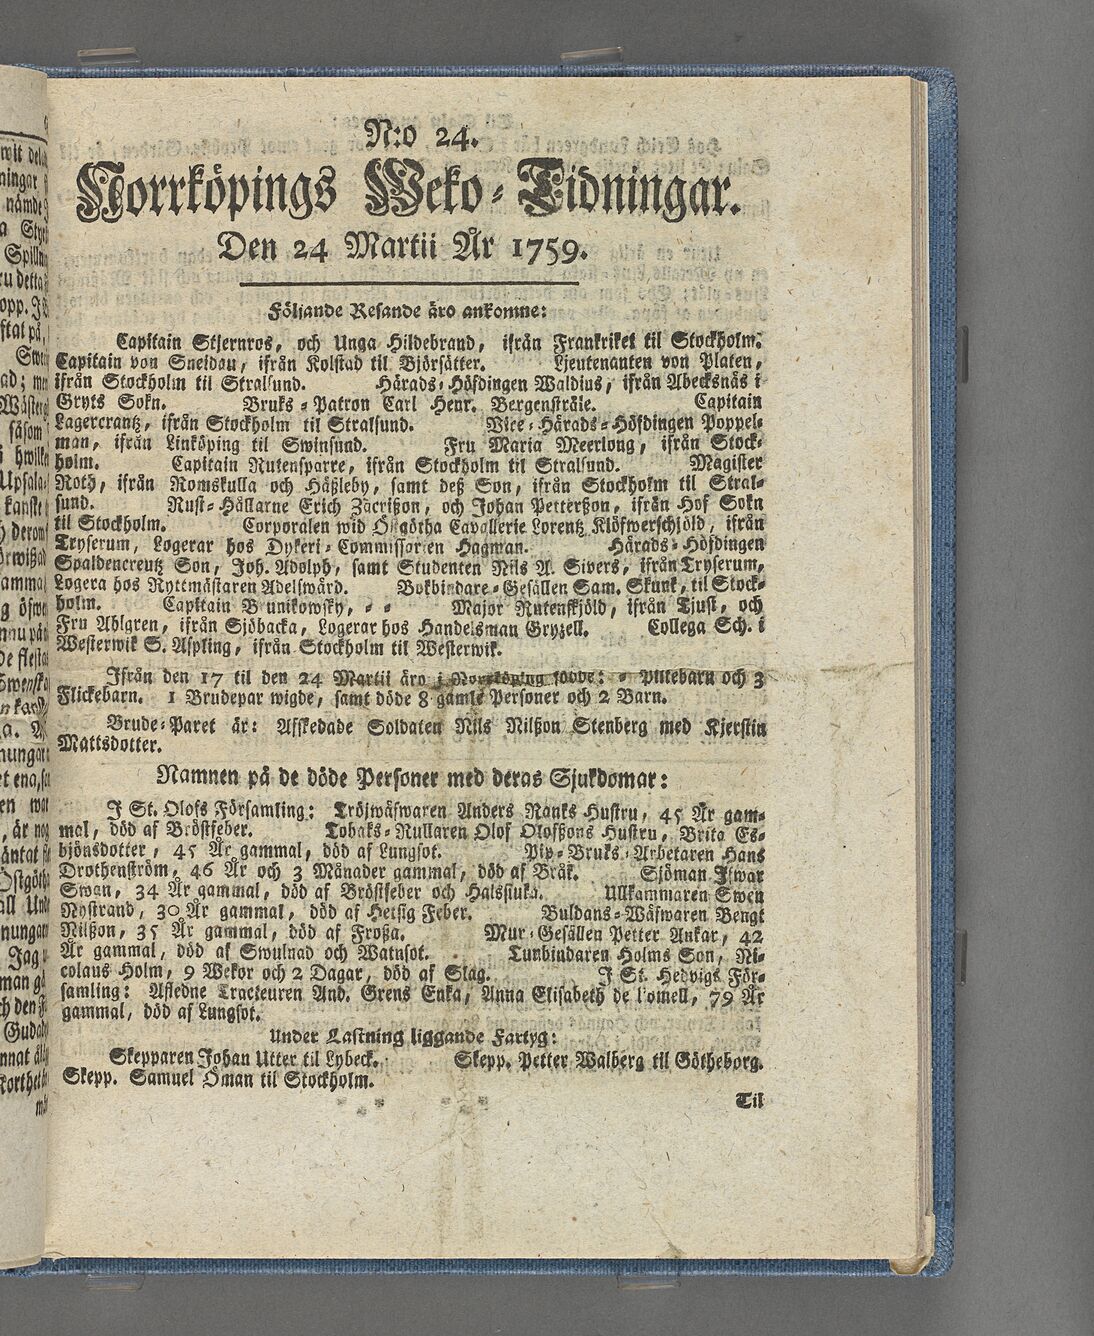 N:o 24.
Norrköpings Weko-Tidningar.
Den 24 Martii År 1759.
Följande Resande äro ankomne:
Capitain Stjernros, och Unga Hildebrand, ifrån Frankriket til Stockholm.
Capitain von Sneidau, ifrån Kolstad til Björsätter. Lieutenanten von Platen,
ifrån Stockholm til Stralsund. Härads-Höfdingen Waldius, ifrån Abecksnäs i
Gryts Sokn. Bruks-Patron Carl Henr. Bergenstråle. Capitain
Lagercrantz, ifrån Stockholm til Stralsund. Vice-Härads-Höfdingen Poppel-
man, ifrån Linköping til Swinsund. Fru Maria Meerlong, ifrån Stock-
holm. Capitain Rutensparre, ifrån Stockholm til Stralsund. Magister
Roth, ifrån Romskulla och Häßleby, samt deß Son, ifrån Stockholm til Stral-
sund. Rust-Hållarne Erich Zacrißon, och Johan Petterßon, ifrån Hof Sokn
til Stockholm. Corporalen wid Östgötha Cavallerie Lorentz Klöfwerschjöld, ifrån
Tryserum, Logerar hos Dykeri-Commissarien Hagman. Härads-Höfdingen
Spaldencreutz Son, Joh. Adolph, samt Studenten Nils A. Sivers, ifrån Tryserum,
Logera hos Ryttmästaren Adelswärd. Bokbindare-Gesällen Sam. Skunk, til Stock-
holm. Capitain Brunikowsky, - - Major Rutenskjöld, ifrån Tjust, och
Fru Ahlgren, ifrån Sjöbacka, Logerar hos Handelsman Gryzell. Collega Sch. i
Westerwik S. Aspling, ifrån Stockholm til Westerwik.
Ifrån den 17 til den 24 Martii äro i Norrköping födde: - Piltebarn och 3
Flickebarn. 1 Brudepar wigde, samt döde 8 gamle Personer och 2 Barn.
Brude-Paret är: Afskedade Soldaten Nils Nilßon Stenberg med Kjerstin
Mattsdotter.
Namnen på de döde Personer med deras Sjukdomar:
I St. Olofs Församling: Tröjwäfwaren Anders Ranks Hustru, 45 År gam-
mal, död af Bröstfeber. Tobaks-Rullaren Olof Olofßons Hustru, Brita Es-
bjönsdotter, 45 År gammal, död af Lungsot. Pip-Bruks-Arbetaren Hans
Drothenström, 46 År och 3 Månader gammal, död af Bråk. Sjöman Ifwar
Swan, 34 År gammal, död af Bröstfeber och Halssiuka. Ullkammaren Swen
Nystrand, 30 År gammal, död af Hetsig Feber. Buldans-Wäfwaren Bengt
Nilßon, 35 År gammal, död af Froßa. Mur-Gesällen Petter Ankar, 42
År gammal, död af Swulnad och Watusot. Tunbindaren Holms Son, Ni-
colaus Holm, 9 Wekor och 2 Dagar, död af Slag. I St. Hedvigs För-
samling: Afledne Tracteuren And. Grens Enka, Anna Elisabeth de l'omell, 79 År
gammal, död af Lungsot.
Under Lastning liggande Fartyg:
Skepparen Johan Utter til Lybeck. Skepp. Petter Walberg til Götheborg.
Skepp. Samuel Öman til Stockholm.
Til